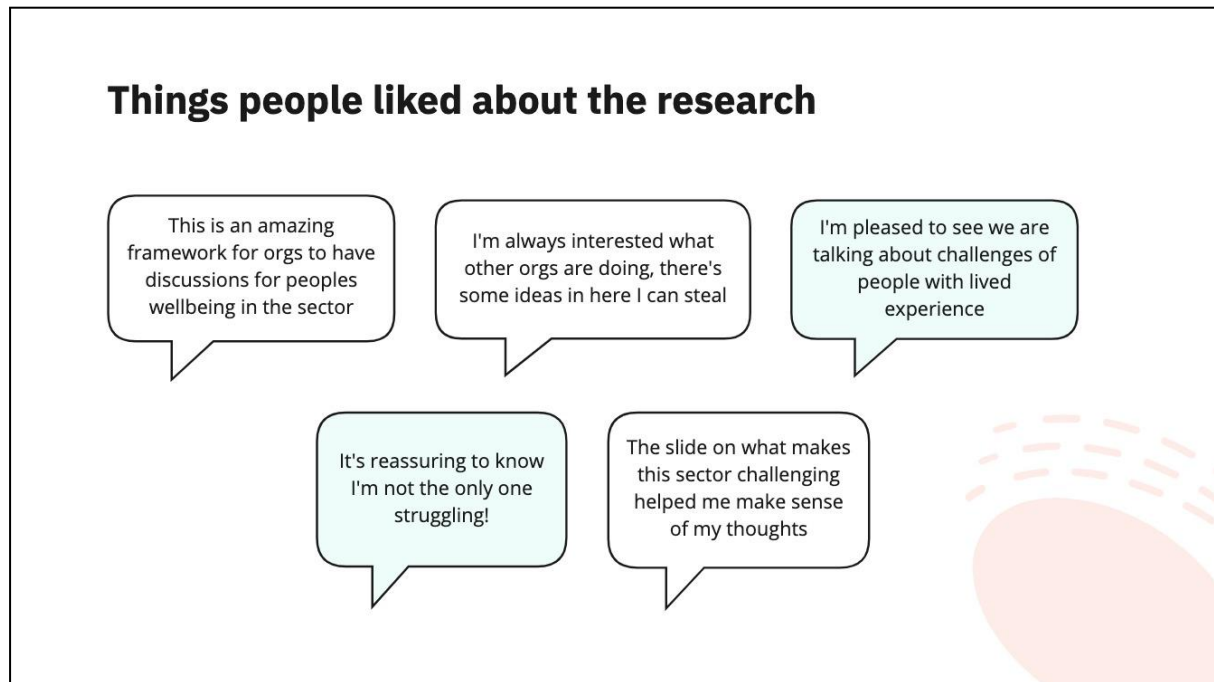 Things people liked about the research
This is an amazing
framework for orgs to have
discussions for peoples
wellbeing in the sector
I'm always interested what
other orgs are doing, there's
some ideas in here I can steal
I'm pleased to see we are
talking about challenges of
people with lived
experience
It's reassuring to know
I'm not the only one
struggling!
The slide on what makes
this sector challenging
helped me make sense
of my thoughts